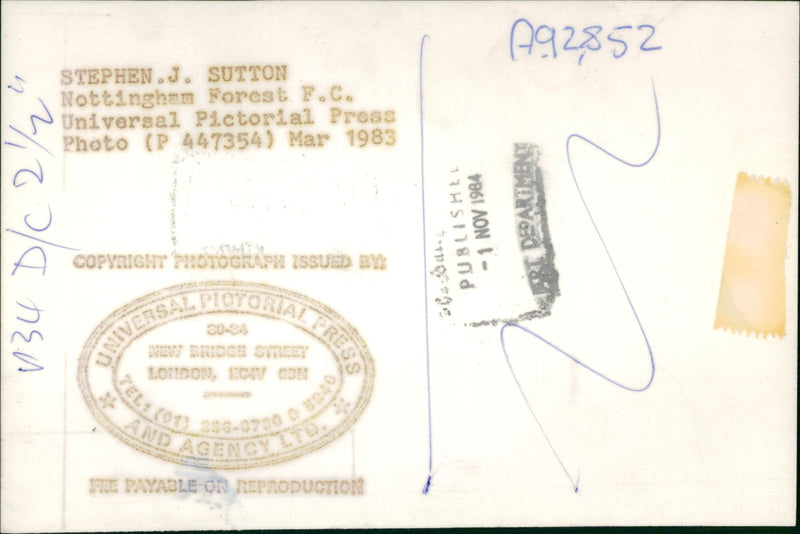 A92852
STEPHEN.J. SUTTON
Nottingham Forest F.C.
Universal Pictorial Press
Photo (P 447354) Mar 1983
D/C 2½"
PUBLISHED
- 1 NOV 1984
ART DEPARTMENT
COPYRIGHT PHOTOGRAPH ISSUED BY:
UNIVERSAL PICTORIAL PRESS
30-34
NEW BRIDGE STREET
LONDON, EC4V 6BN
TEL: (01) 236-6730 & 5840
AND AGENCY LTD.
FEE PAYABLE ON REPRODUCTION